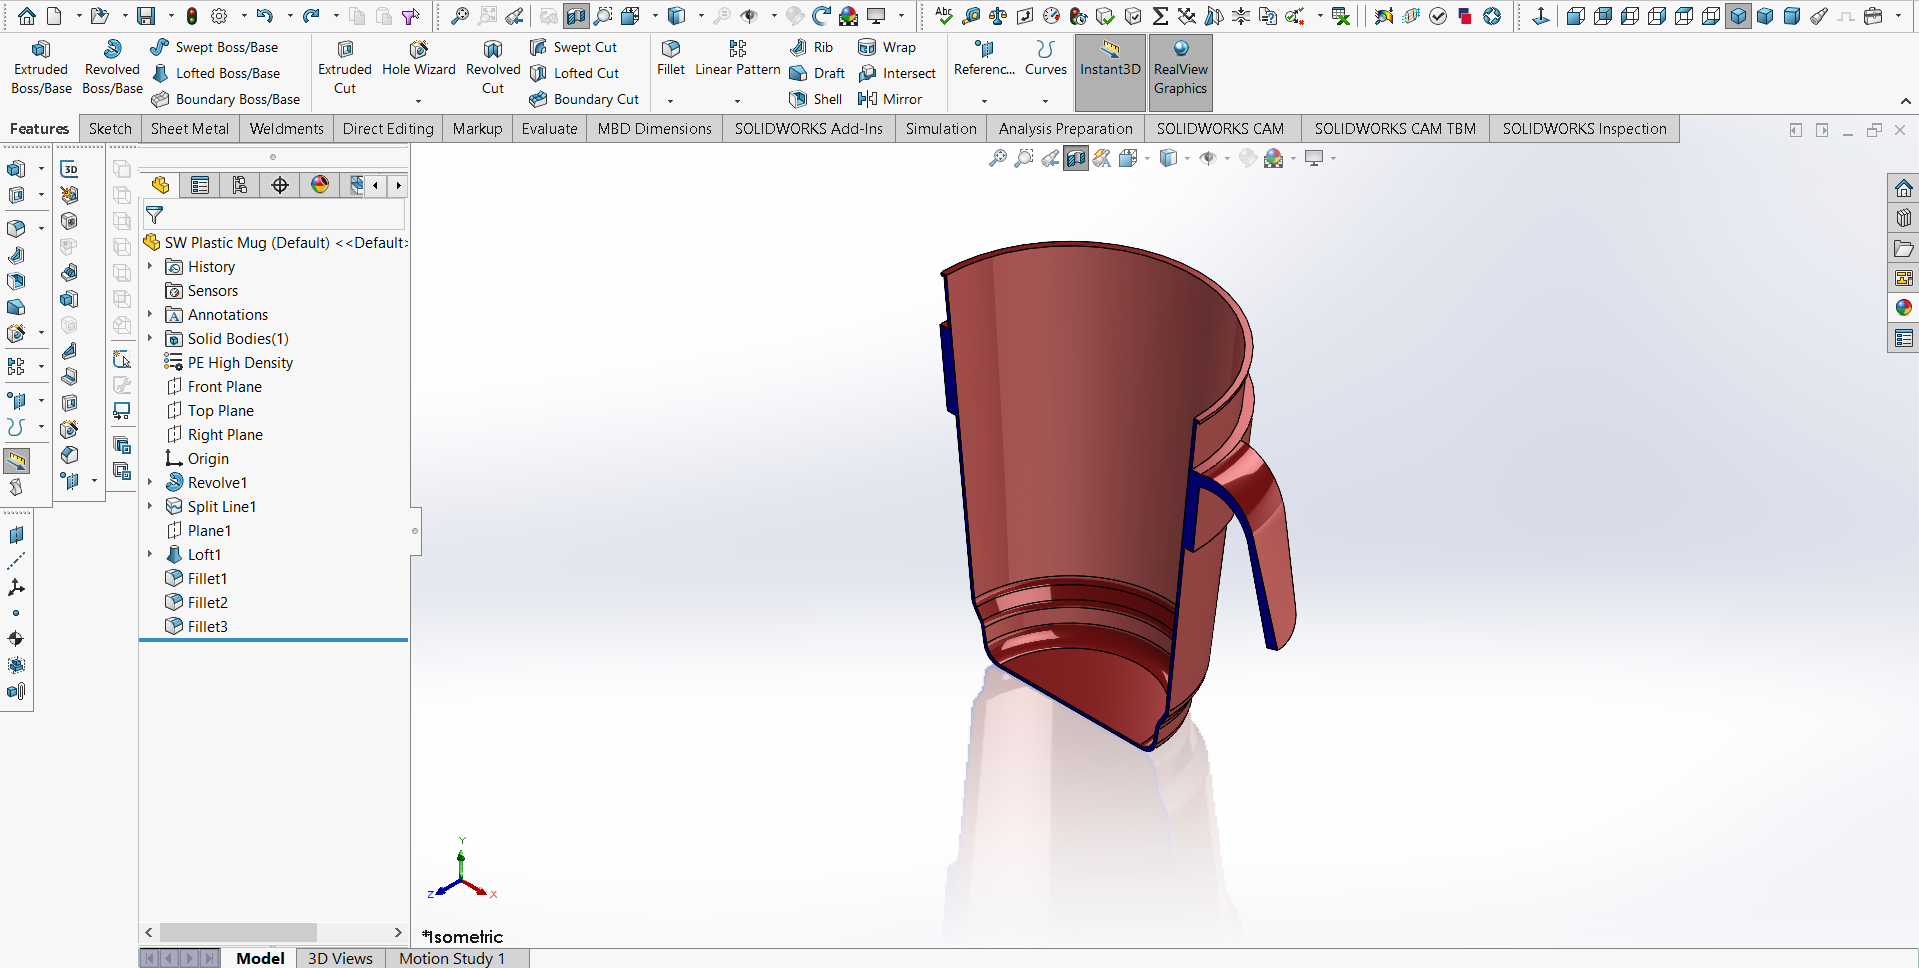 Abc
Extruded Boss/Base
Revolved Boss/Base
Swept Boss/Base
Lofted Boss/Base
Boundary Boss/Base
Extruded Cut
Hole Wizard
Revolved Cut
Swept Cut
Lofted Cut
Boundary Cut
Fillet
Linear Pattern
Rib
Draft
Shell
Wrap
Intersect
Mirror
Referenc...
Curves
Instant3D
RealView Graphics
Features
Sketch
Sheet Metal
Weldments
Direct Editing
Markup
Evaluate
MBD Dimensions
SOLIDWORKS Add-Ins
Simulation
Analysis Preparation
SOLIDWORKS CAM
SOLIDWORKS CAM TBM
SOLIDWORKS Inspection
3D
SW Plastic Mug (Default) <<Default>
History
Sensors
A
Annotations
Solid Bodies(1)
PE High Density
Front Plane
Top Plane
Right Plane
Origin
Revolve1
Split Line1
Plane1
Loft1
Fillet1
Fillet2
Fillet3
Y
Z
X
*Isometric
Model
3D Views
Motion Study 1